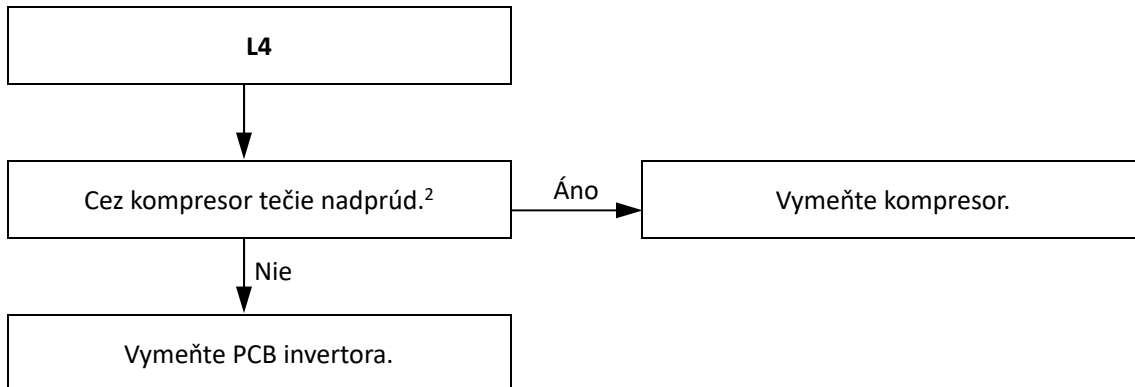 L4
Cez kompresor tečie nadprúd.²
Áno
Vymeňte kompresor.
Nie
Vymeňte PCB invertora.